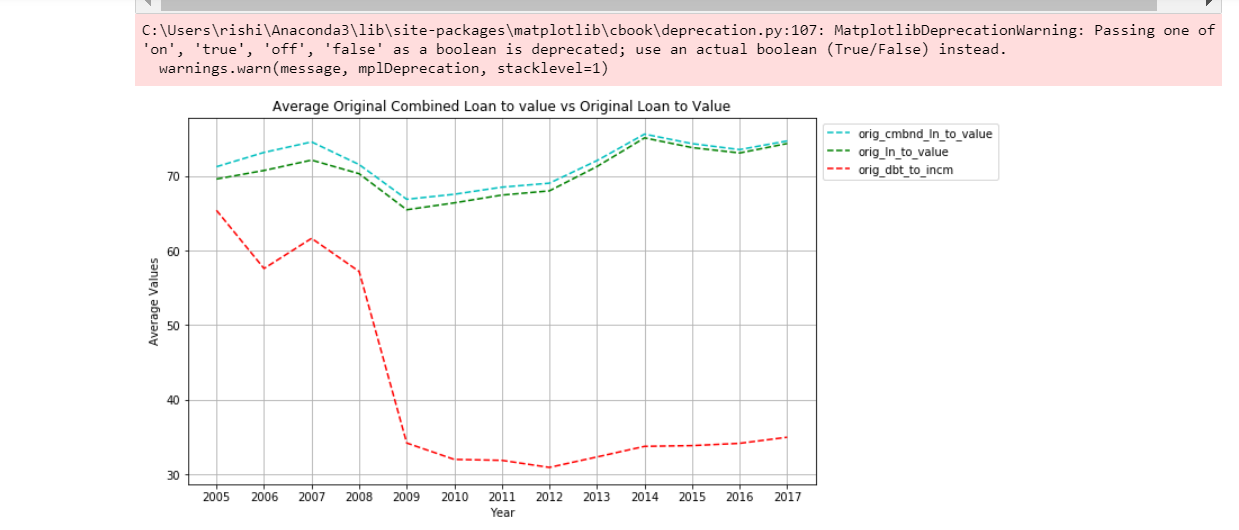 C:\Users\rishi\Anaconda3\lib\site-packages\matplotlib\cbook\deprecation.py:107: MatplotlibDeprecationWarning: Passing one of
'on', 'true', 'off', 'false' as a boolean is deprecated; use an actual boolean (True/False) instead.
warnings.warn(message, mplDeprecation, stacklevel=1)
Average Original Combined Loan to value vs Original Loan to Value
orig_cmbnd_ln_to_value
orig_ln_to_value
orig_dbt_to_incm
Average Values
70
60
50
40
30
2005 2006 2007 2008 2009 2010 2011 2012 2013 2014 2015 2016 2017
Year